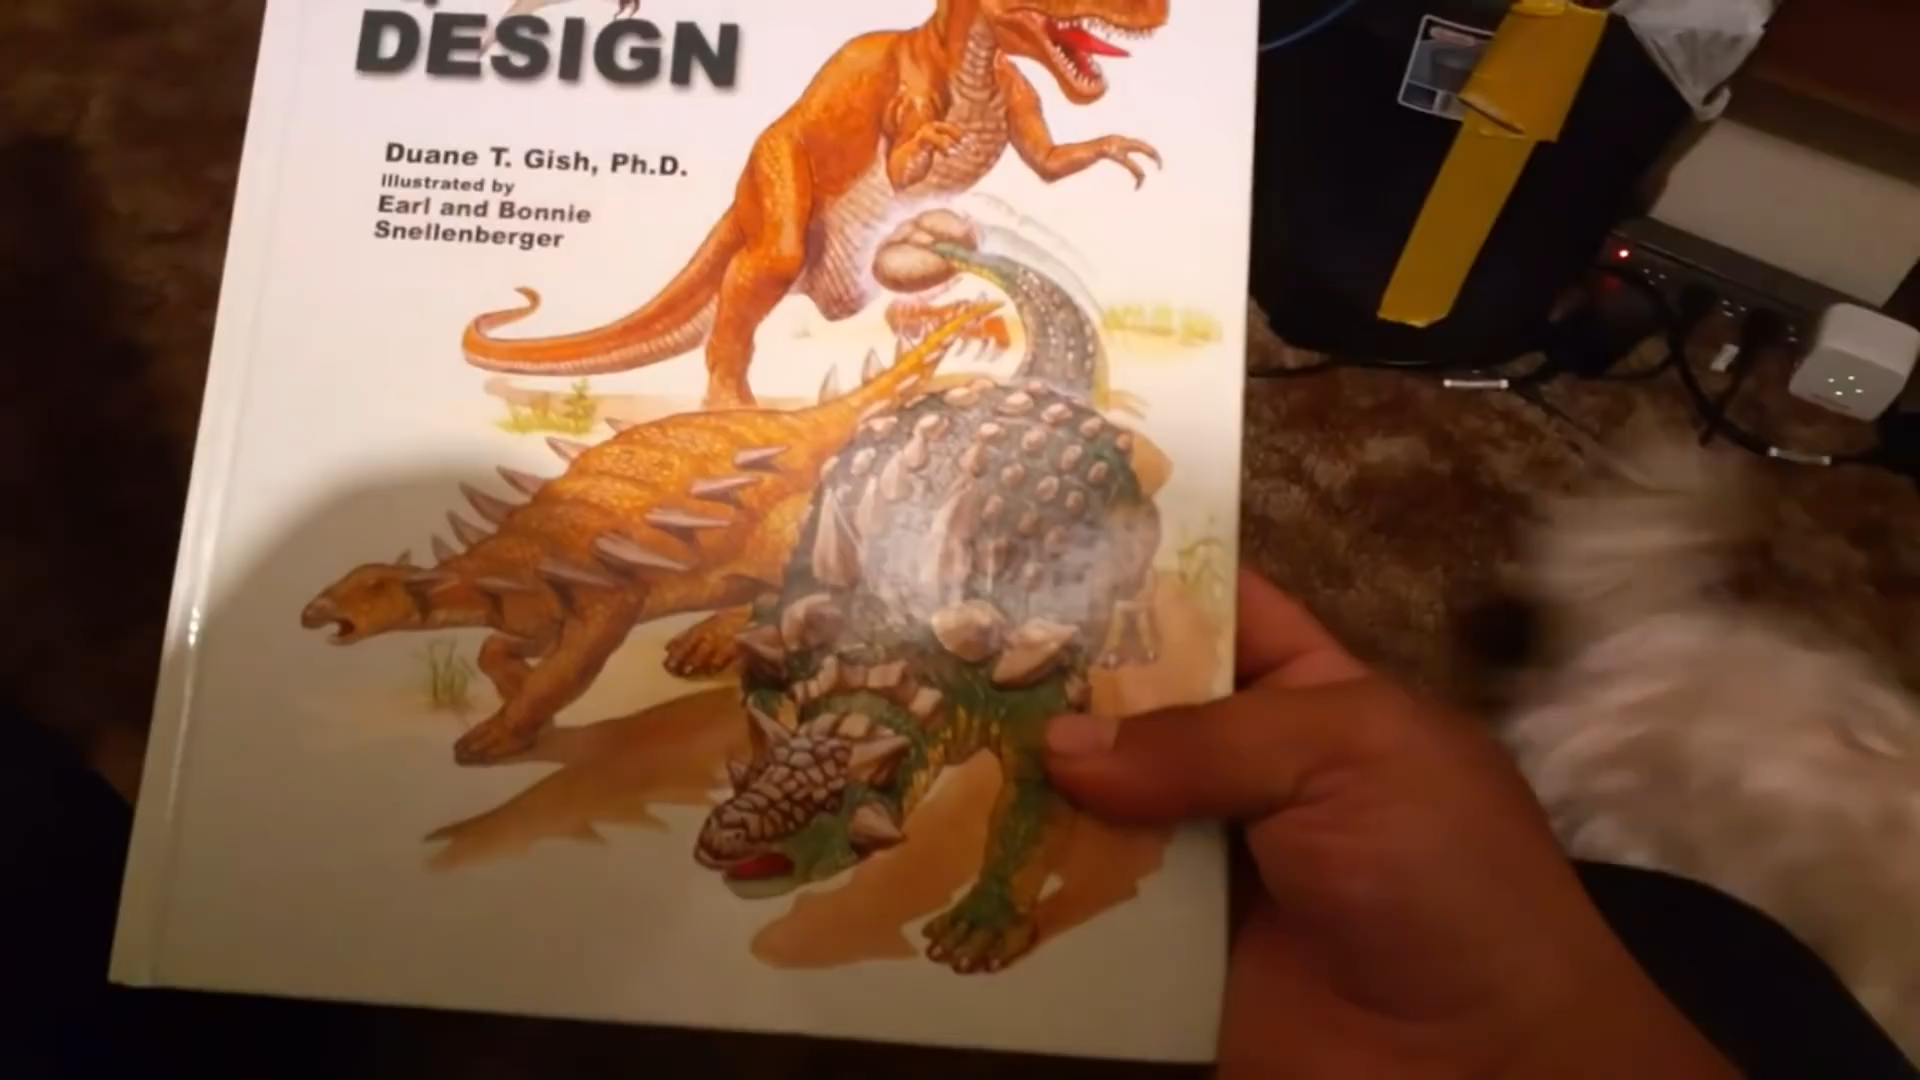 DESIGN
Duane T. Gish, Ph.D.
Illustrated by
Earl and Bonnie
Snellenberger